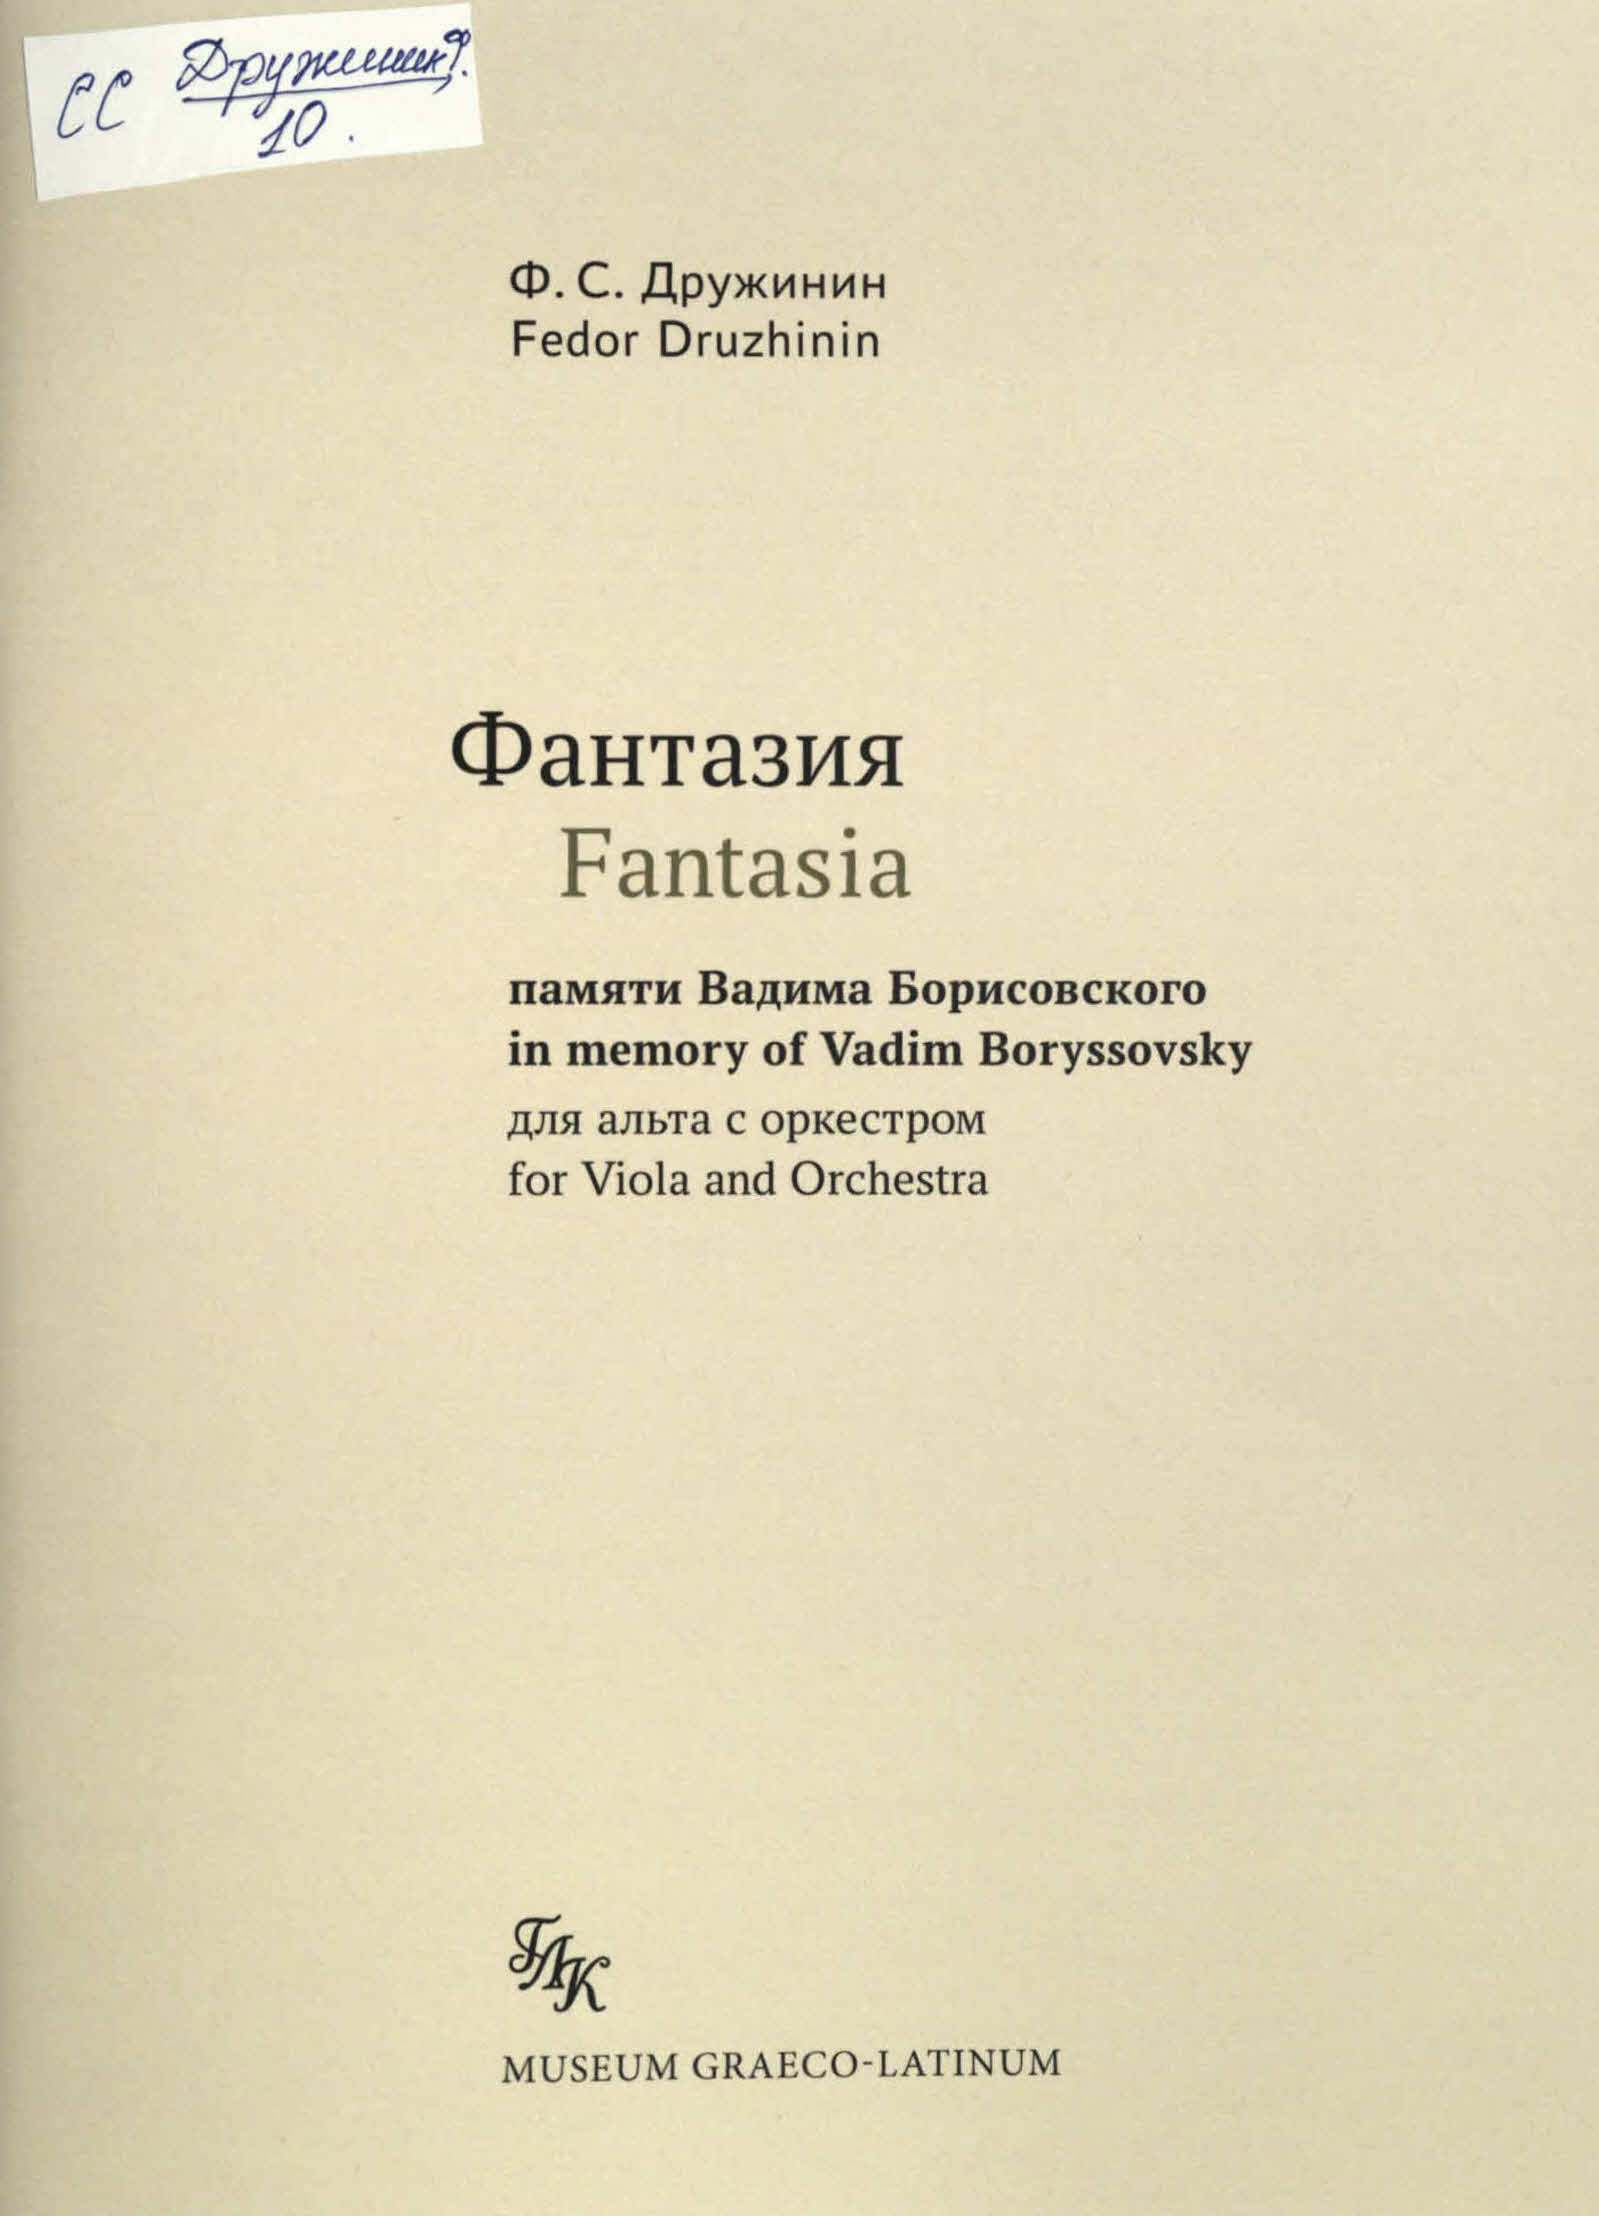 СС Дружинин Ф.
10.
Ф. С. Дружинин
Fedor Druzhinin
Фантазия
Fantasia
памяти Вадима Борисовского
in memory of Vadim Boryssovsky
для альта с оркестром
for Viola and Orchestra
ГЛК
MUSEUM GRAECO-LATINUM